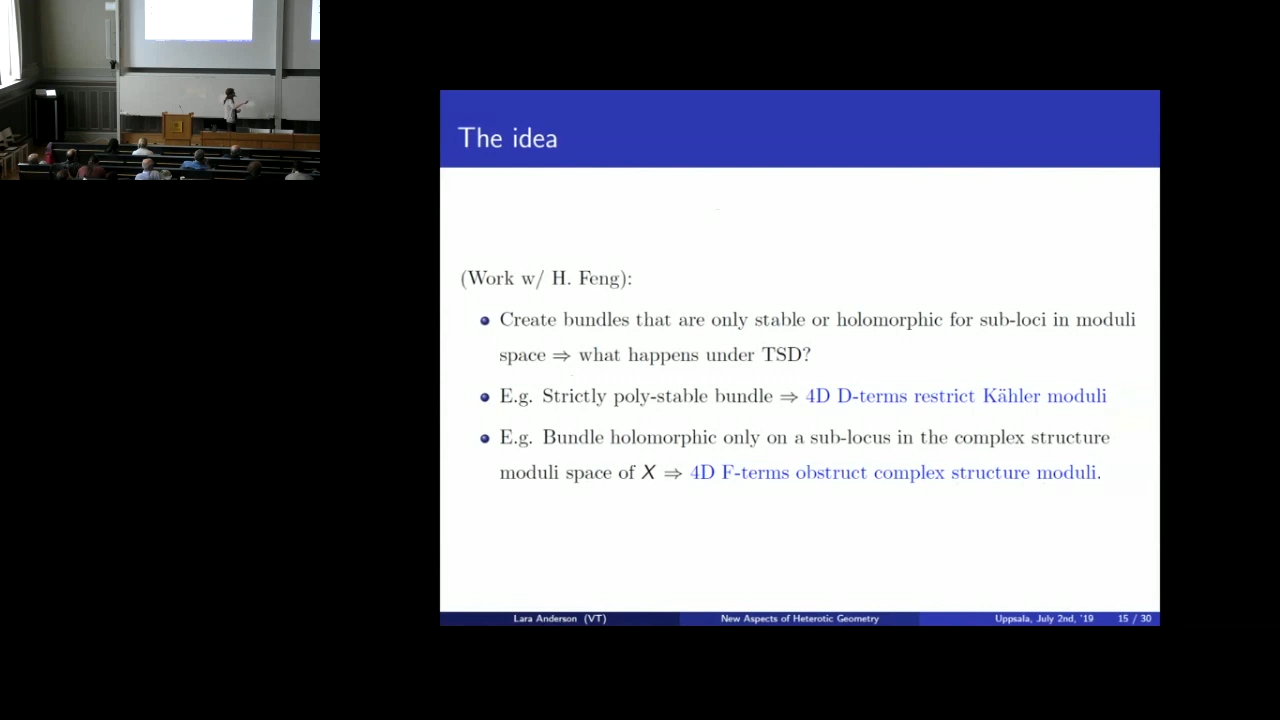 The idea
(Work w/ H. Feng):
Create bundles that are only stable or holomorphic for sub-loci in moduli
space ⇒ what happens under TSD?
E.g. Strictly poly-stable bundle ⇒ 4D D-terms restrict Kähler moduli
E.g. Bundle holomorphic only on a sub-locus in the complex structure
moduli space of X ⇒ 4D F-terms obstruct complex structure moduli.
Lara Anderson (VT) New Aspects of Heterotic Geometry Uppsala, July 2nd, '19 15 / 30